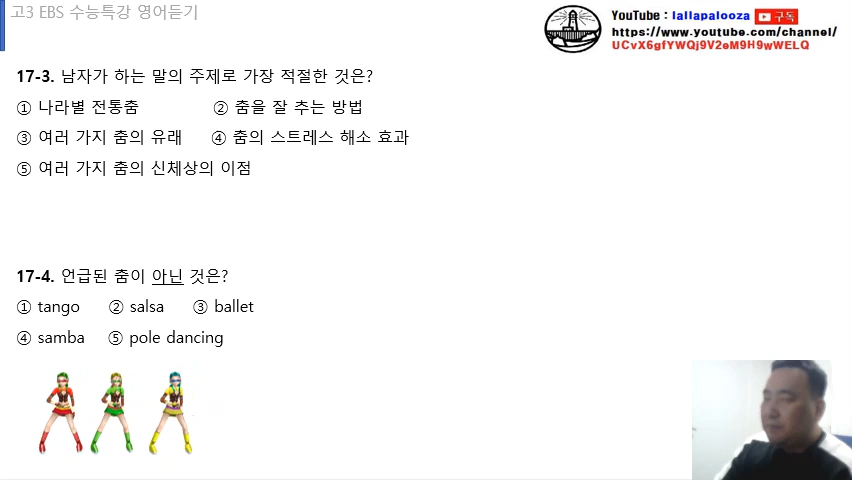 고3 EBS 수능특강 영어듣기
YouTube : lallapalooza 구독
https://www.youtube.com/channel/
UCvX6gfYWQj9V2eM9H9wWELQ
17-3. 남자가 하는 말의 주제로 가장 적절한 것은?
① 나라별 전통춤 ② 춤을 잘 추는 방법
③ 여러 가지 춤의 유래 ④ 춤의 스트레스 해소 효과
⑤ 여러 가지 춤의 신체상의 이점
17-4. 언급된 춤이 아닌 것은?
① tango ② salsa ③ ballet
④ samba ⑤ pole dancing